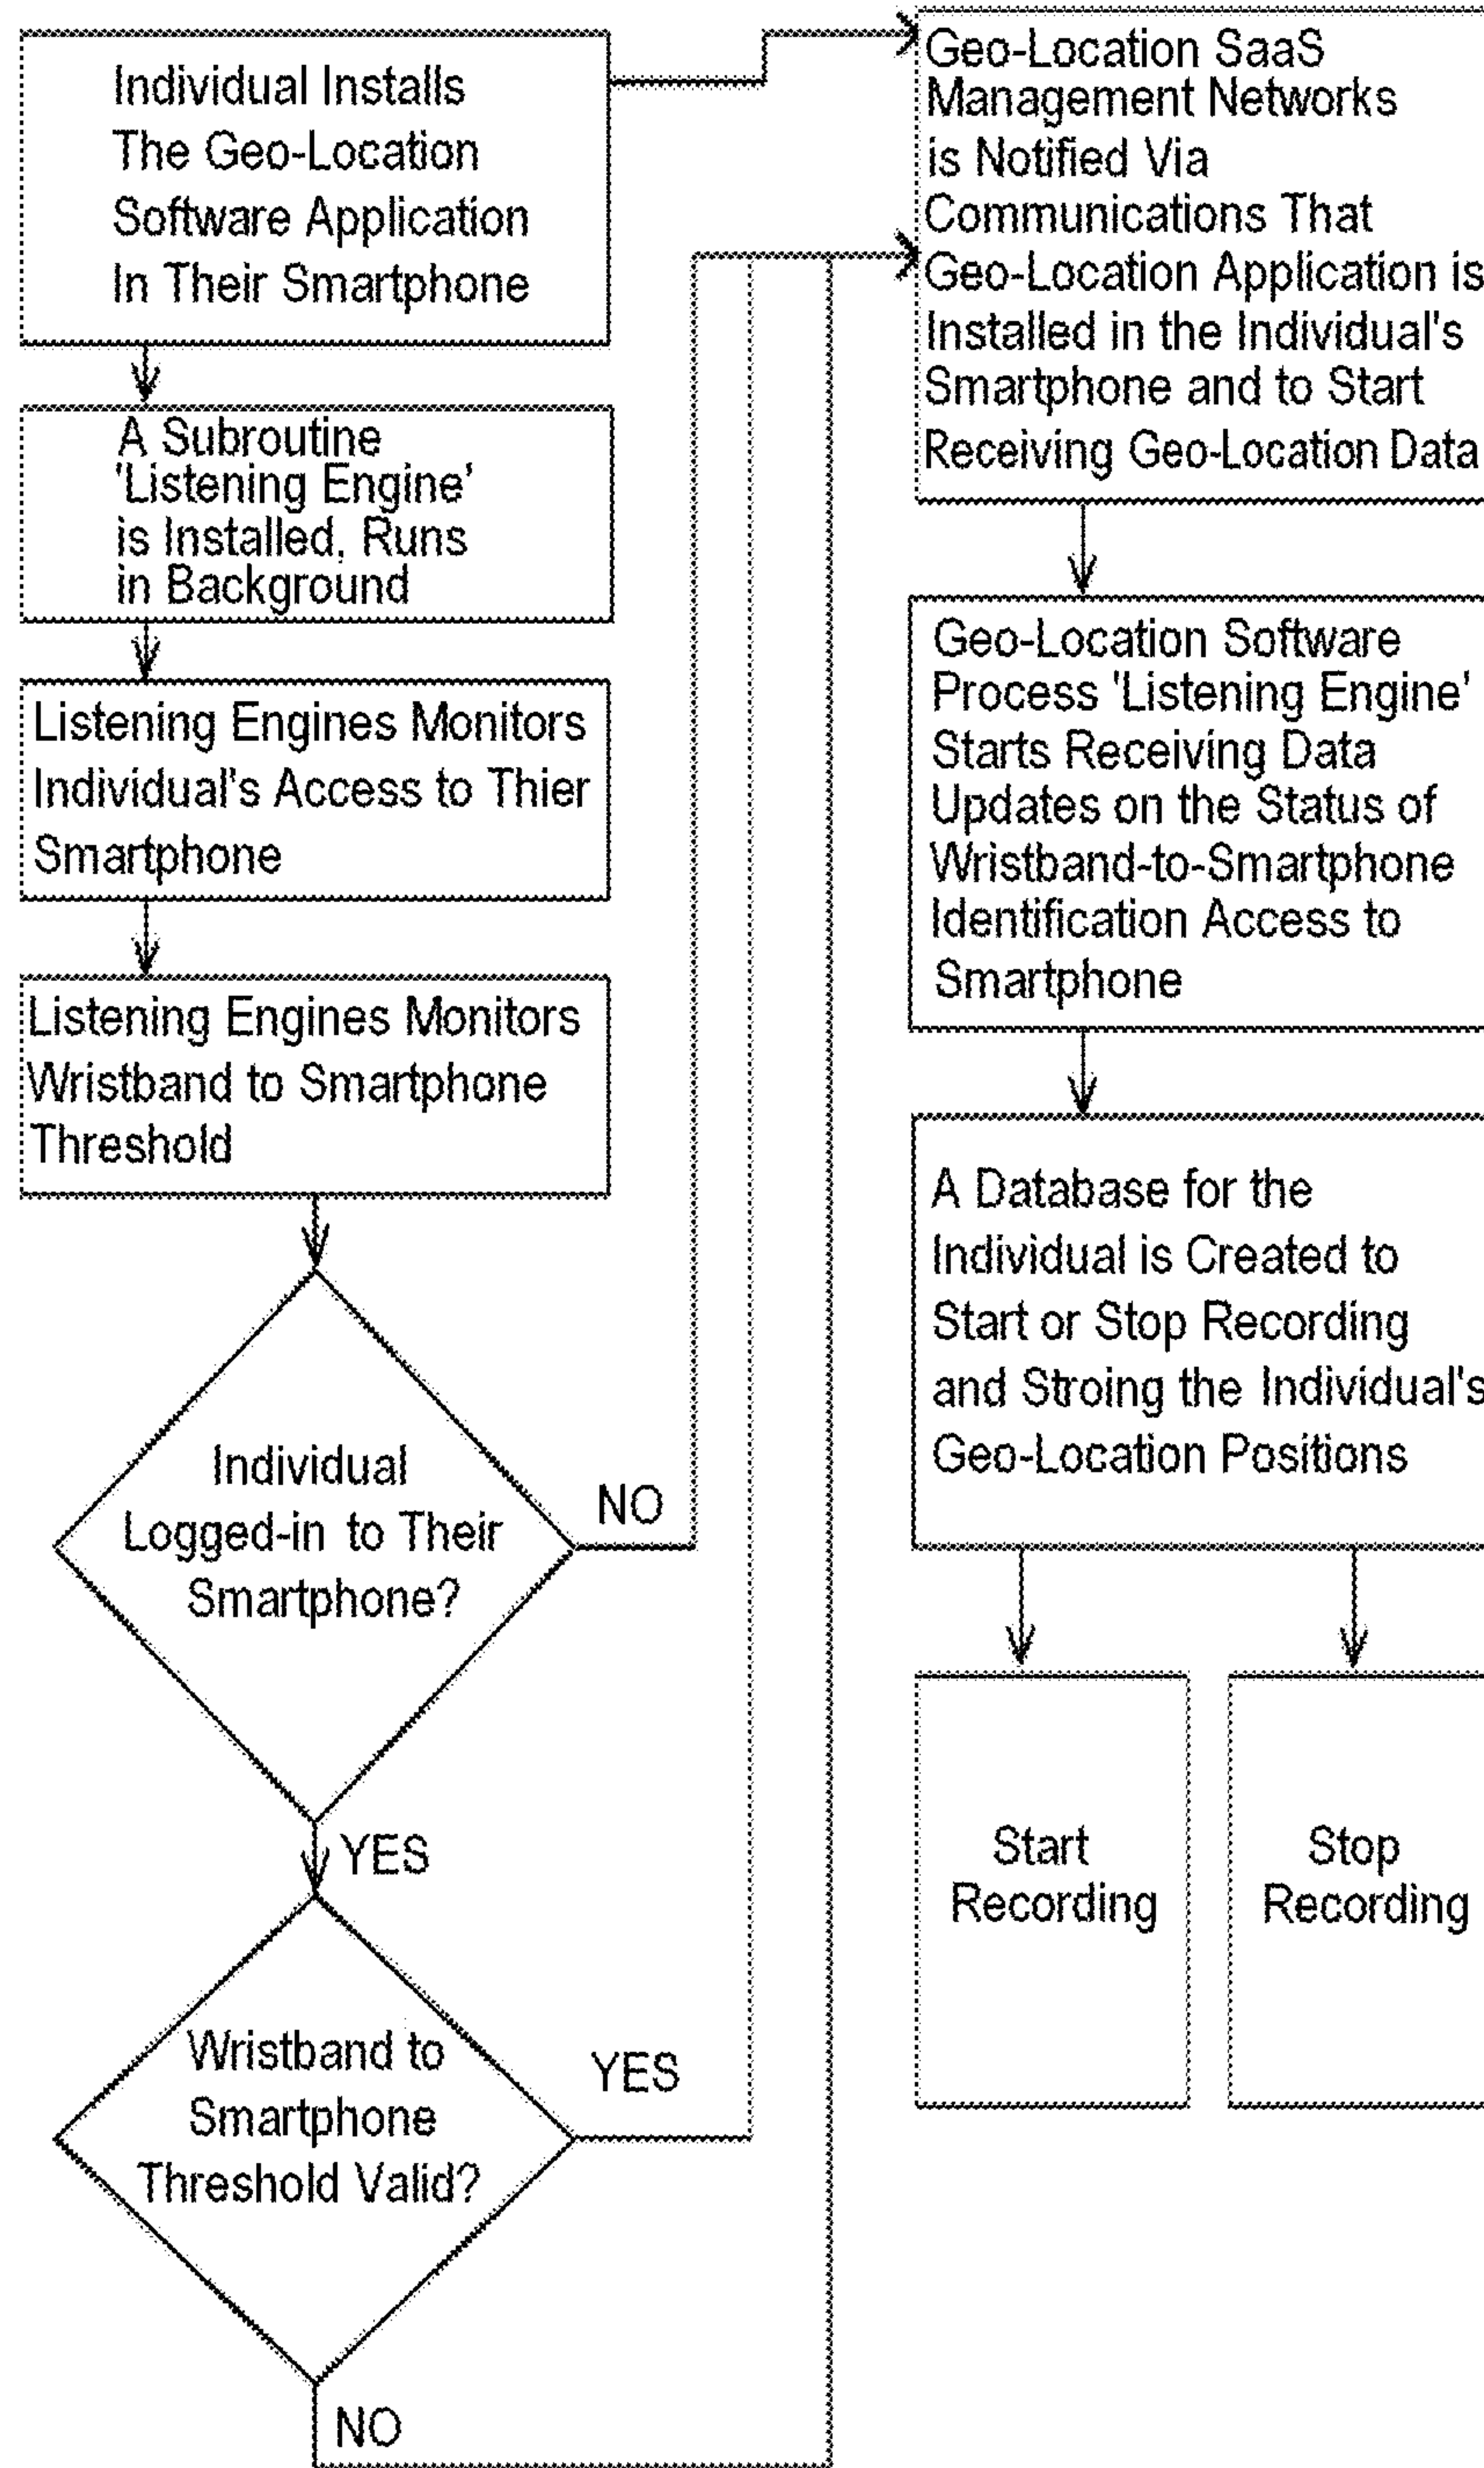 Individual Installs
The Geo-Location
Software Application
In Their Smartphone
A Subroutine
'Listening Engine'
is Installed, Runs
in Background
Listening Engines Monitors
Individual's Access to Thier
Smartphone
Listening Engines Monitors
Wristband to Smartphone
Threshold
Individual
Logged-in to Their
Smartphone?
NO
YES
Wristband to
Smartphone
Threshold Valid?
YES
NO
Geo-Location SaaS
Management Networks
is Notified Via
Communications That
Geo-Location Application is
Installed in the Individual's
Smartphone and to Start
Receiving Geo-Location Data
Geo-Location Software
Process 'Listening Engine'
Starts Receiving Data
Updates on the Status of
Wristband-to-Smartphone
Identification Access to
Smartphone
A Database for the
Individual is Created to
Start or Stop Recording
and Stroing the Individual's
Geo-Location Positions
Start
Recording
Stop
Recording